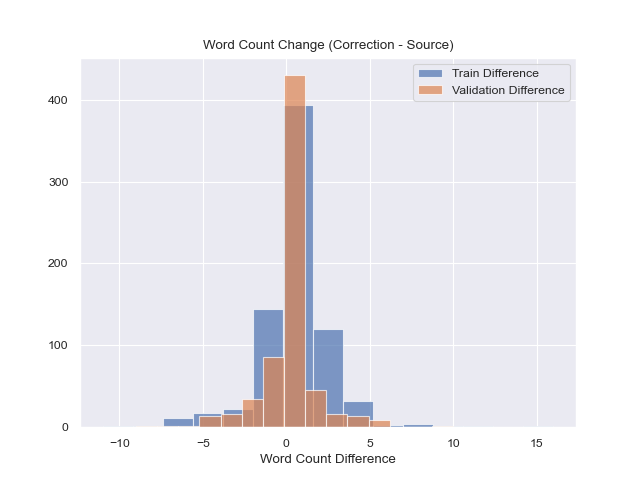 Word Count Change (Correction - Source)
Train Difference
Validation Difference
400
300
200
100
0
−10
−5
0
5
10
15
Word Count Difference